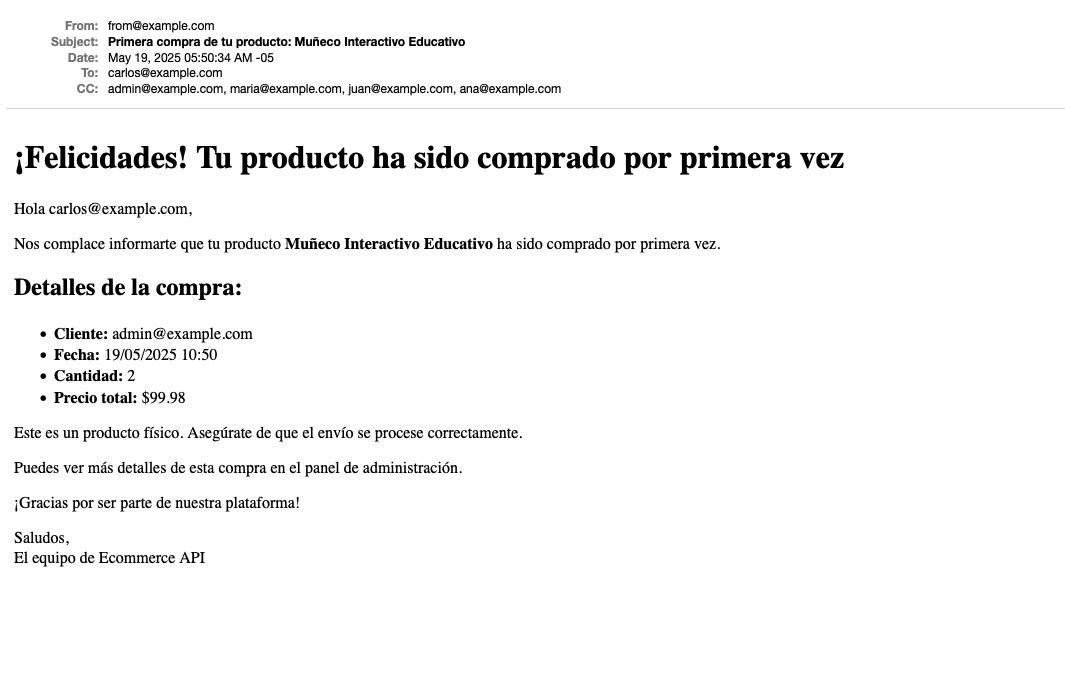 From: from@example.com
Subject: Primera compra de tu producto: Muñeco Interactivo Educativo
Date: May 19, 2025 05:50:34 AM -05
To: carlos@example.com
CC: admin@example.com, maria@example.com, juan@example.com, ana@example.com
¡Felicidades! Tu producto ha sido comprado por primera vez
Hola carlos@example.com,
Nos complace informarte que tu producto Muñeco Interactivo Educativo ha sido comprado por primera vez.
Detalles de la compra:
• Cliente: admin@example.com
• Fecha: 19/05/2025 10:50
• Cantidad: 2
• Precio total: $99.98
Este es un producto físico. Asegúrate de que el envío se procese correctamente.
Puedes ver más detalles de esta compra en el panel de administración.
¡Gracias por ser parte de nuestra plataforma!
Saludos,
El equipo de Ecommerce API